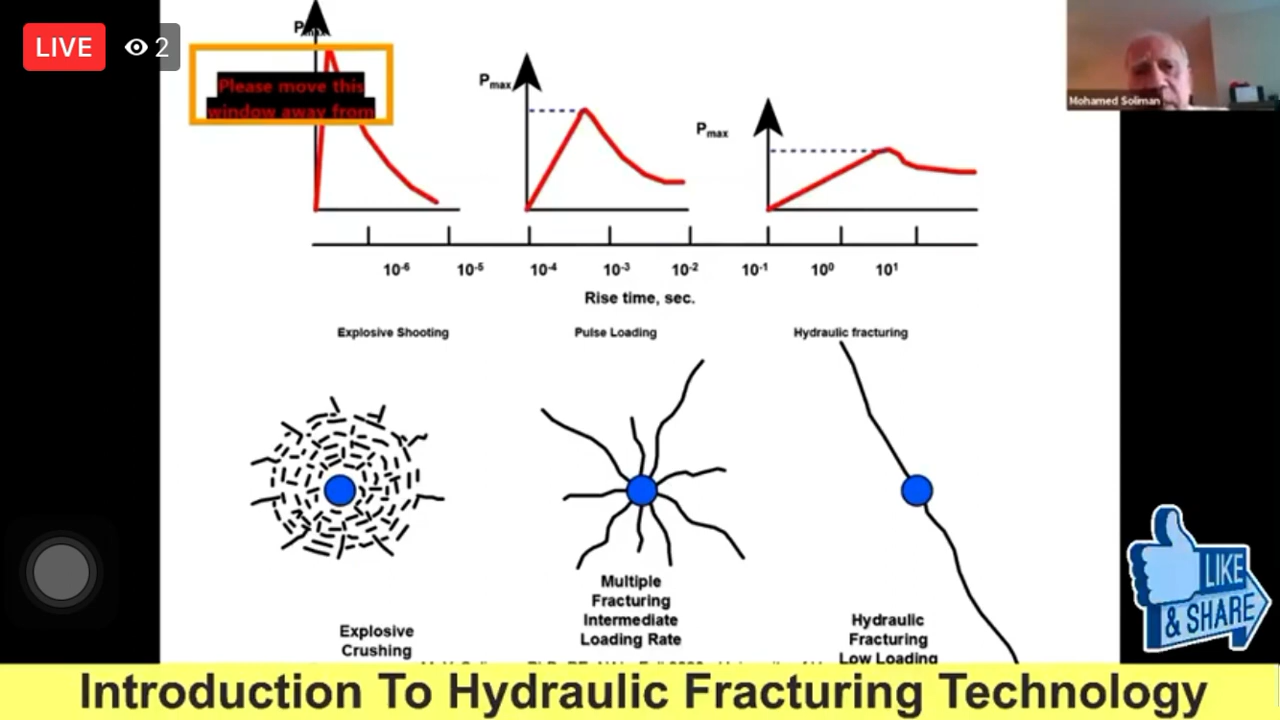 LIVE
2
Please move this
window away from
Pmax
Pmax
Mohamed Soliman
10-6 10-5 10-4 10-3 10-2 10-1 100 101
Rise time, sec.
Explosive Shooting
Pulse Loading
Hydraulic fracturing
Multiple
Fracturing
Intermediate
Loading Rate
Explosive
Crushing
Hydraulic
Fracturing
Low Loading
LIKE
& SHARE
Introduction To Hydraulic Fracturing Technology